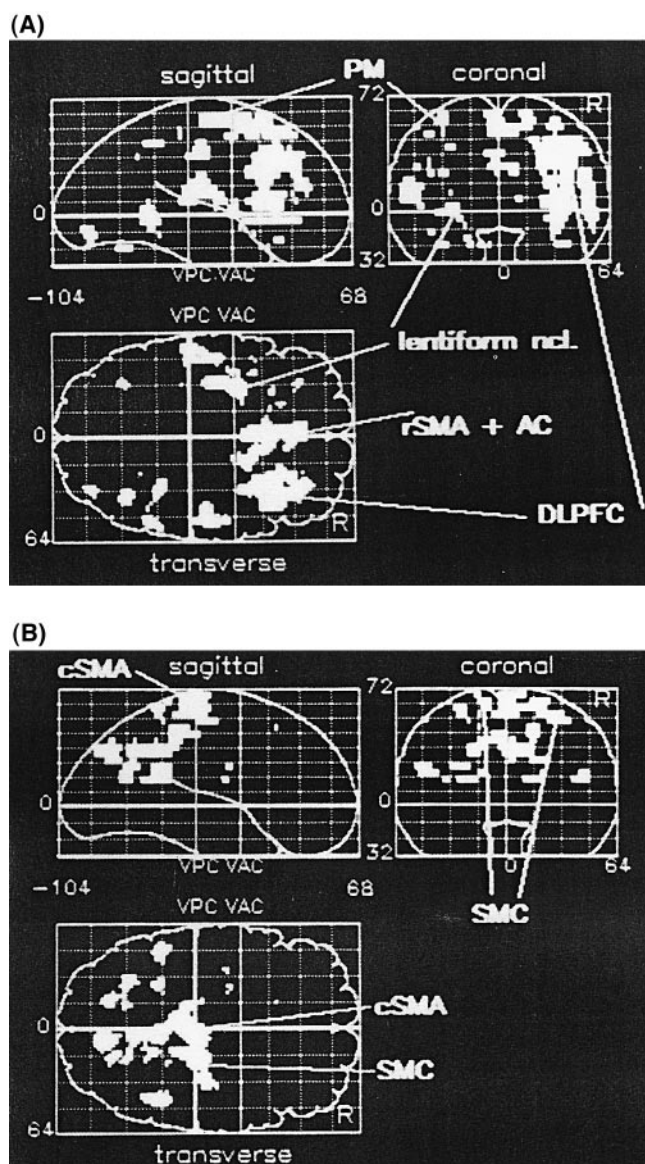 (A)
PM
sagittal
coronal
72
R
0
0
32
VPC VAC
-104
68
0
64
VPC VAC
lentiform ncl.
rSMA + AC
0
DLPFC
64
R
transverse
(B)
cSMA
sagittal
coronal
72
R
0
0
32
VPC VAC
-104
68
0
64
VPC VAC
SMC
cSMA
0
SMC
64
R
transverse